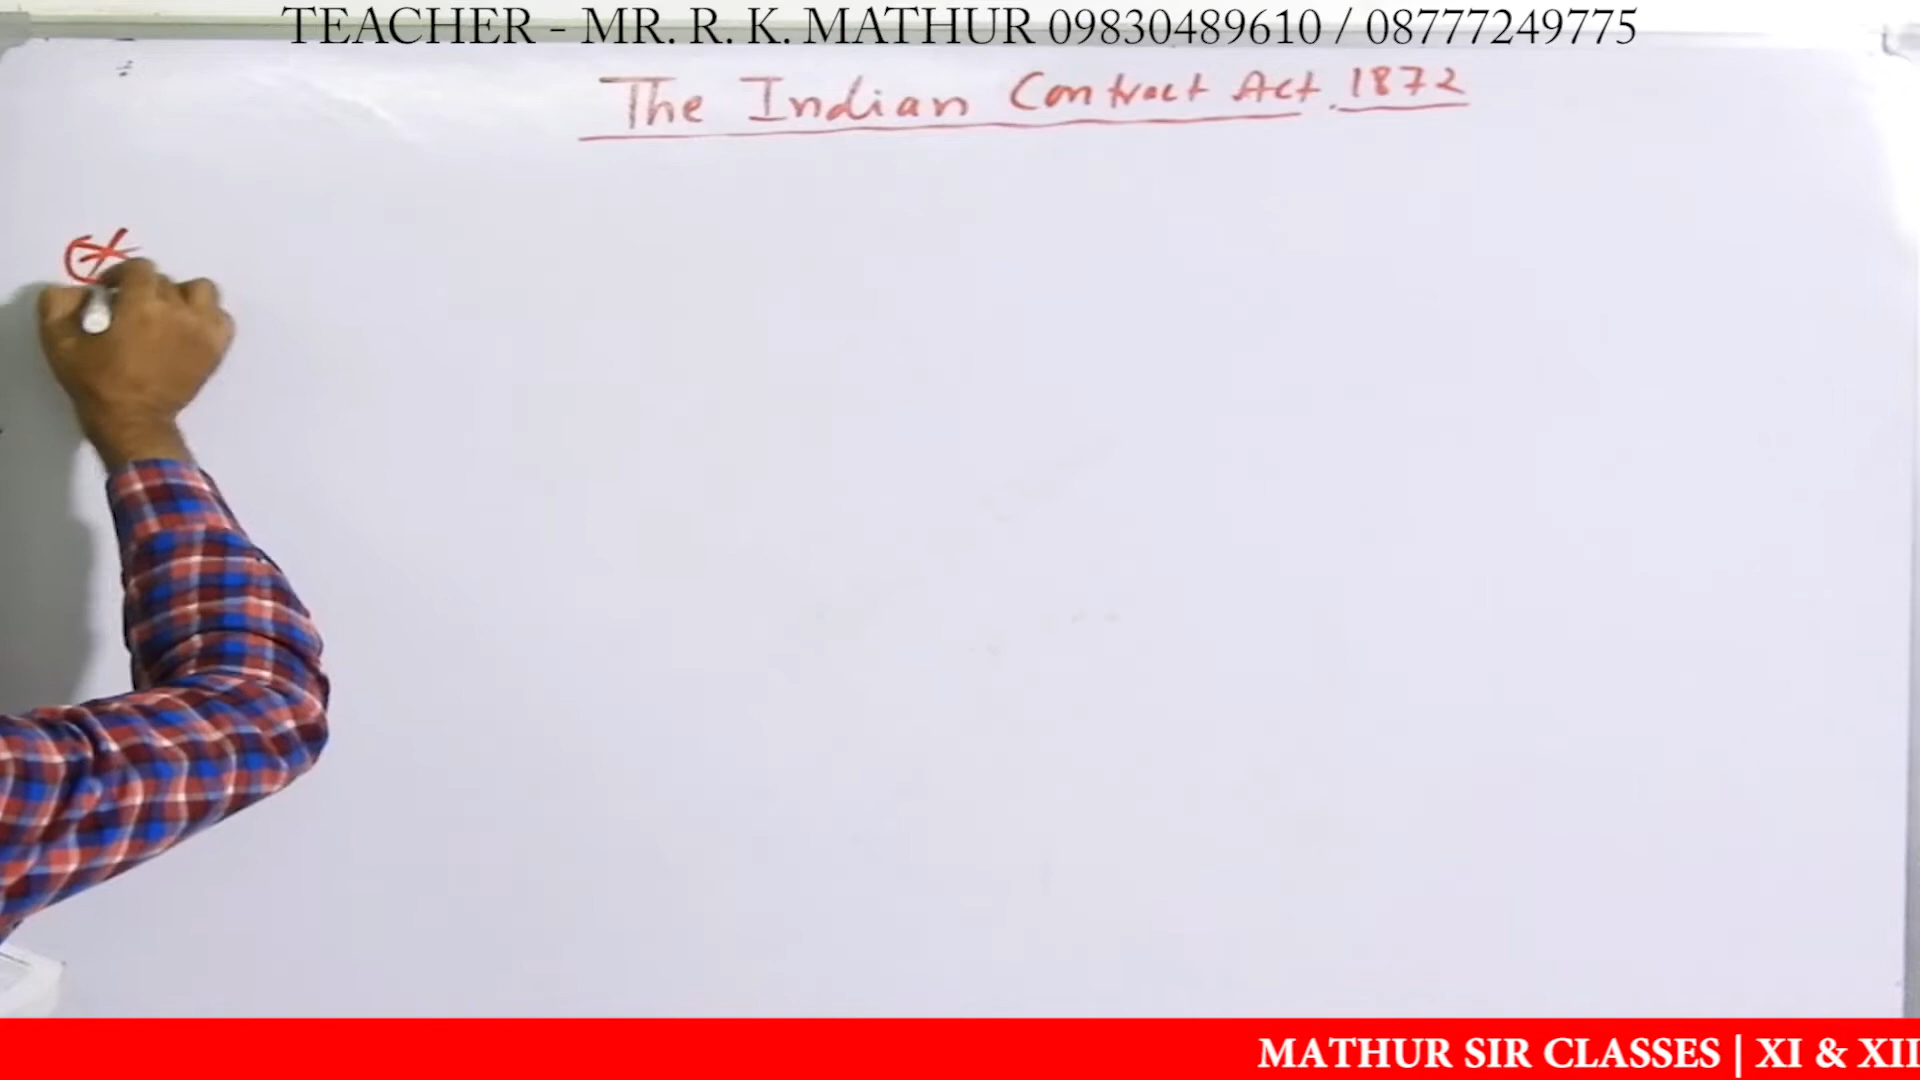 TEACHER - MR. R. K. MATHUR 09830489610 / 08777249775
The Indian Contract Act. 1872
MATHUR SIR CLASSES | XI & XII